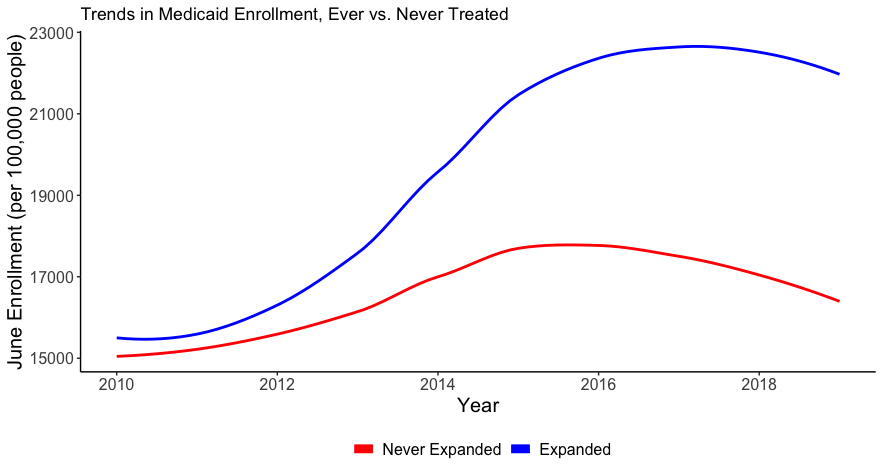 Trends in Medicaid Enrollment, Ever vs. Never Treated
June Enrollment (per 100,000 people)
23000
21000
19000
17000
15000
2010 2012 2014 2016 2018
Year
Never Expanded Expanded